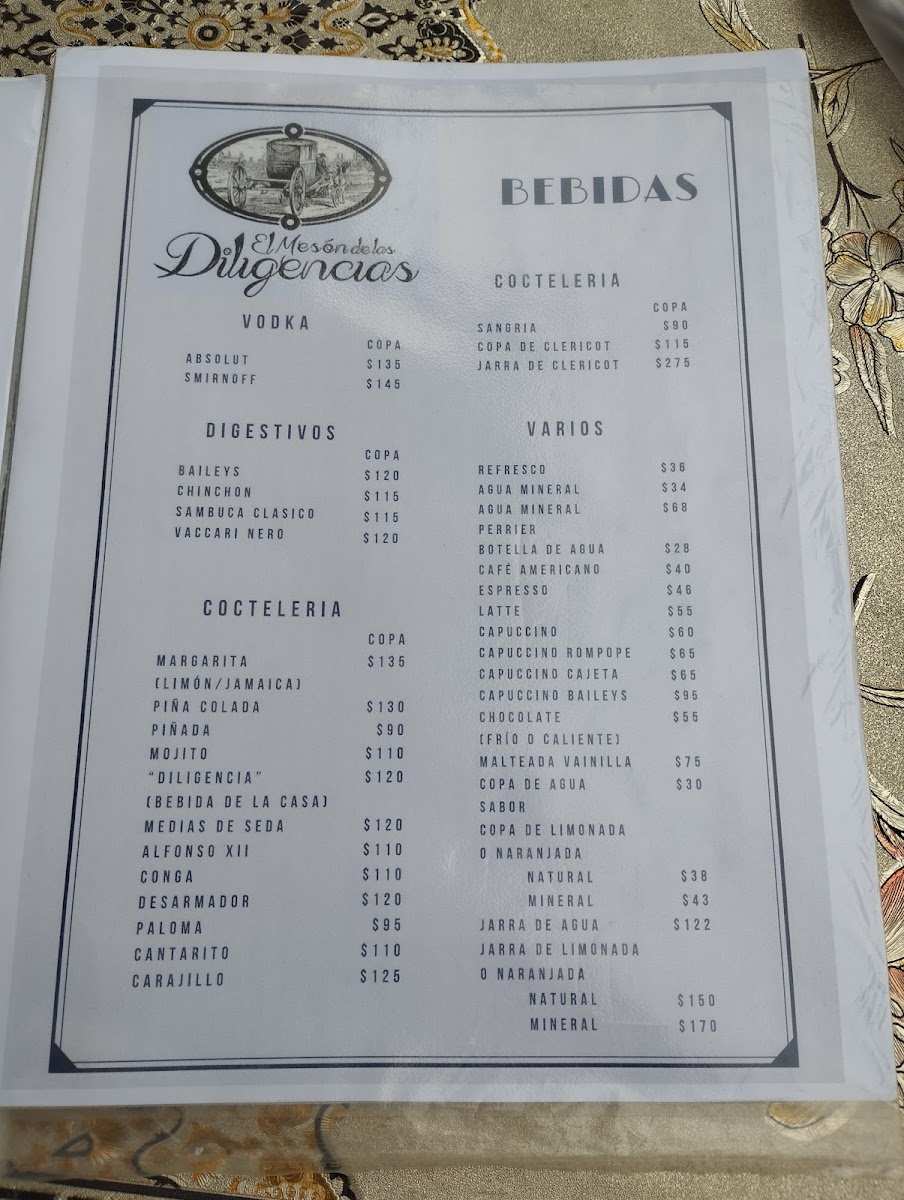 El Mesón de las
Diligencias
BEBIDAS
VODKA
COPA
ABSOLUT $135
SMIRNOFF $145
DIGESTIVOS
COPA
BAILEYS $120
CHINCHON $115
SAMBUCA CLASICO $115
VACCARI NERO $120
COCTELERIA
COPA
MARGARITA $135
(LIMÓN/JAMAICA)
PIÑA COLADA $130
PIÑADA $90
MOJITO $110
"DILIGENCIA" $120
(BEBIDA DE LA CASA)
MEDIAS DE SEDA $120
ALFONSO XII $110
CONGA $110
DESARMADOR $120
PALOMA $95
CANTARITO $110
CARAJILLO $125
COCTELERIA
COPA
SANGRIA $90
COPA DE CLERICOT $115
JARRA DE CLERICOT $275
VARIOS
REFRESCO $36
AGUA MINERAL $34
AGUA MINERAL $68
PERRIER
BOTELLA DE AGUA $28
CAFÉ AMERICANO $40
ESPRESSO $46
LATTE $55
CAPUCCINO $60
CAPUCCINO ROMPOPE $65
CAPUCCINO CAJETA $65
CAPUCCINO BAILEYS $95
CHOCOLATE $55
(FRÍO O CALIENTE)
MALTEADA VAINILLA $75
COPA DE AGUA $30
SABOR
COPA DE LIMONADA
O NARANJADA
NATURAL $38
MINERAL $43
JARRA DE AGUA $122
JARRA DE LIMONADA
O NARANJADA
NATURAL $150
MINERAL $170